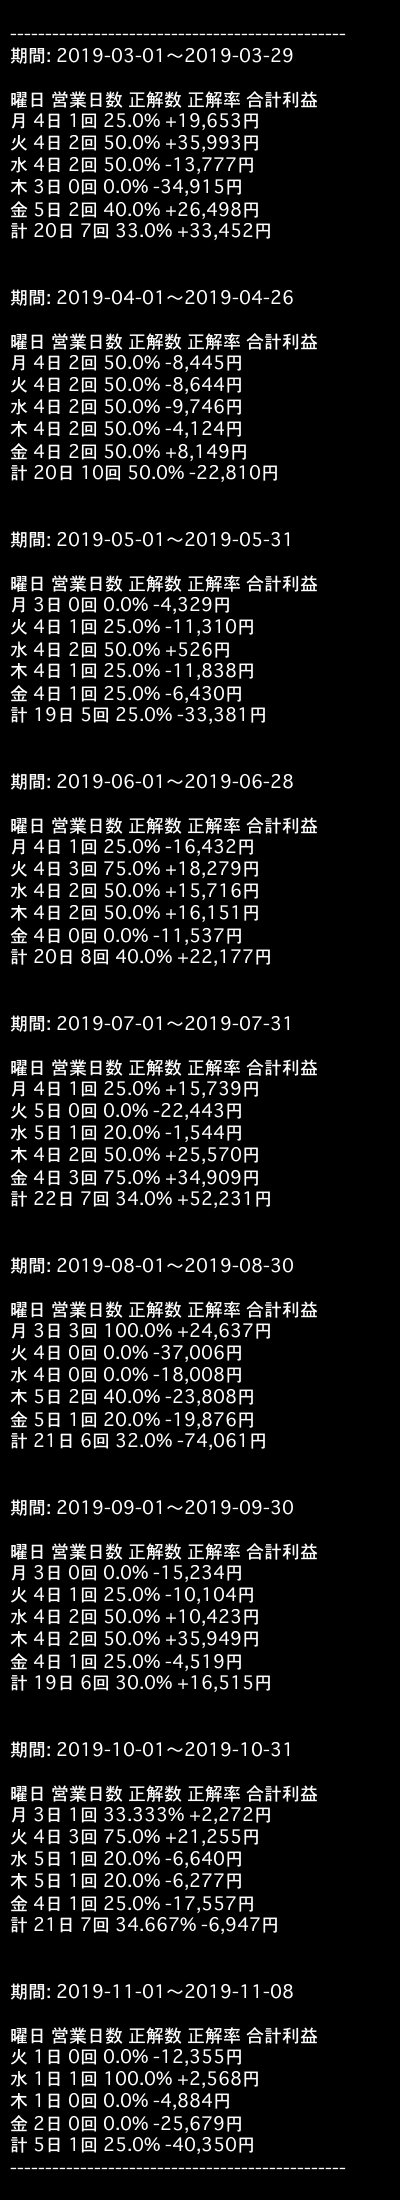 ------------------------------------------------
期間: 2019-03-01〜2019-03-29
曜日 営業日数 正解数 正解率 合計利益
月 4日 1回 25.0% +19,653円
火 4日 2回 50.0% +35,993円
水 4日 2回 50.0% -13,777円
木 3日 0回 0.0% -34,915円
金 5日 2回 40.0% +26,498円
計 20日 7回 33.0% +33,452円
期間: 2019-04-01〜2019-04-26
曜日 営業日数 正解数 正解率 合計利益
月 4日 2回 50.0% -8,445円
火 4日 2回 50.0% -8,644円
水 4日 2回 50.0% -9,746円
木 4日 2回 50.0% -4,124円
金 4日 2回 50.0% +8,149円
計 20日 10回 50.0% -22,810円
期間: 2019-05-01〜2019-05-31
曜日 営業日数 正解数 正解率 合計利益
月 3日 0回 0.0% -4,329円
火 4日 1回 25.0% -11,310円
水 4日 2回 50.0% +526円
木 4日 1回 25.0% -11,838円
金 4日 1回 25.0% -6,430円
計 19日 5回 25.0% -33,381円
期間: 2019-06-01〜2019-06-28
曜日 営業日数 正解数 正解率 合計利益
月 4日 1回 25.0% -16,432円
火 4日 3回 75.0% +18,279円
水 4日 2回 50.0% +15,716円
木 4日 2回 50.0% +16,151円
金 4日 0回 0.0% -11,537円
計 20日 8回 40.0% +22,177円
期間: 2019-07-01〜2019-07-31
曜日 営業日数 正解数 正解率 合計利益
月 4日 1回 25.0% +15,739円
火 5日 0回 0.0% -22,443円
水 5日 1回 20.0% -1,544円
木 4日 2回 50.0% +25,570円
金 4日 3回 75.0% +34,909円
計 22日 7回 34.0% +52,231円
期間: 2019-08-01〜2019-08-30
曜日 営業日数 正解数 正解率 合計利益
月 3日 3回 100.0% +24,637円
火 4日 0回 0.0% -37,006円
水 4日 0回 0.0% -18,008円
木 5日 2回 40.0% -23,808円
金 5日 1回 20.0% -19,876円
計 21日 6回 32.0% -74,061円
期間: 2019-09-01〜2019-09-30
曜日 営業日数 正解数 正解率 合計利益
月 3日 0回 0.0% -15,234円
火 4日 1回 25.0% -10,104円
水 4日 2回 50.0% +10,423円
木 4日 2回 50.0% +35,949円
金 4日 1回 25.0% -4,519円
計 19日 6回 30.0% +16,515円
期間: 2019-10-01〜2019-10-31
曜日 営業日数 正解数 正解率 合計利益
月 3日 1回 33.333% +2,272円
火 4日 3回 75.0% +21,255円
水 5日 1回 20.0% -6,640円
木 5日 1回 20.0% -6,277円
金 4日 1回 25.0% -17,557円
計 21日 7回 34.667% -6,947円
期間: 2019-11-01〜2019-11-08
曜日 営業日数 正解数 正解率 合計利益
火 1日 0回 0.0% -12,355円
水 1日 1回 100.0% +2,568円
木 1日 0回 0.0% -4,884円
金 2日 0回 0.0% -25,679円
計 5日 1回 25.0% -40,350円
------------------------------------------------